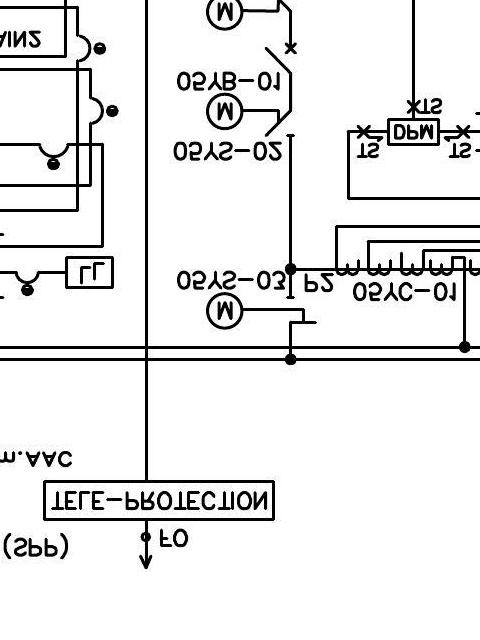 AIN2
M
05YB-01
M
05YS-02
TS
DPM
TS
TS
LL
05YS-03
P2
05YC-01
M
m.AAC
TELE-PROTECTION
FO
(SPP)